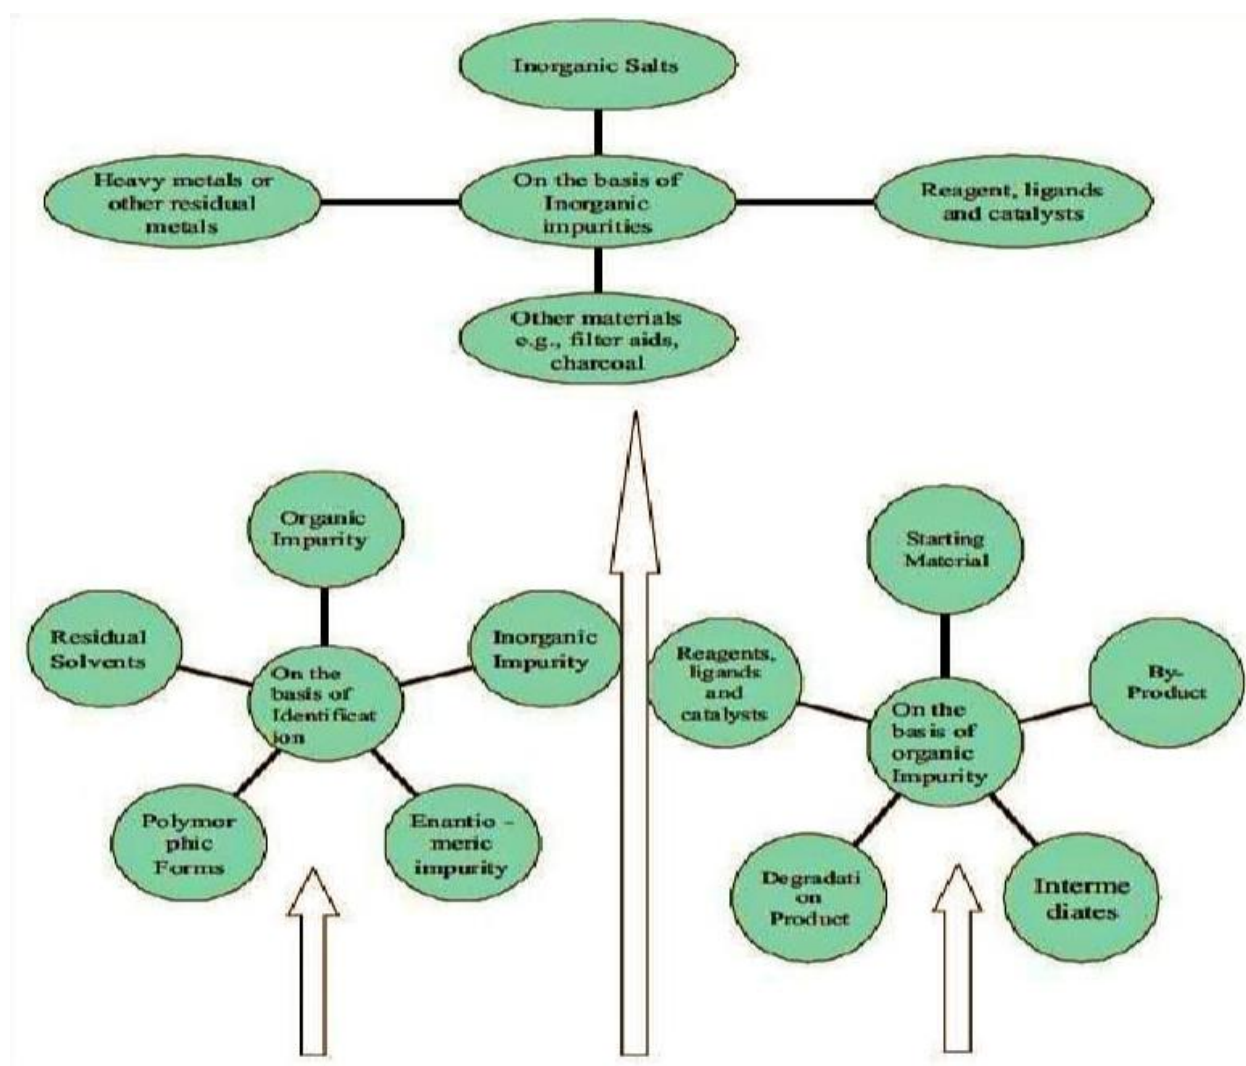 Inorganic Salts
Heavy metals or
other residual
metals
On the basis of
Inorganic
impurities
Reagent, ligands
and catalysts
Other materials
e.g., filter aids,
charcoal
Organic
Impurity
Residual
Solvents
Inorganic
Impurity
On the
basis of
Identificat
ion
Polymor
phic
Forms
Enantio -
meric
impurity
Starting
Material
Reagents,
ligands
and
catalysts
By-
Product
On the
basis of
organic
Impurity
Degradati
on
Product
Interme
diates